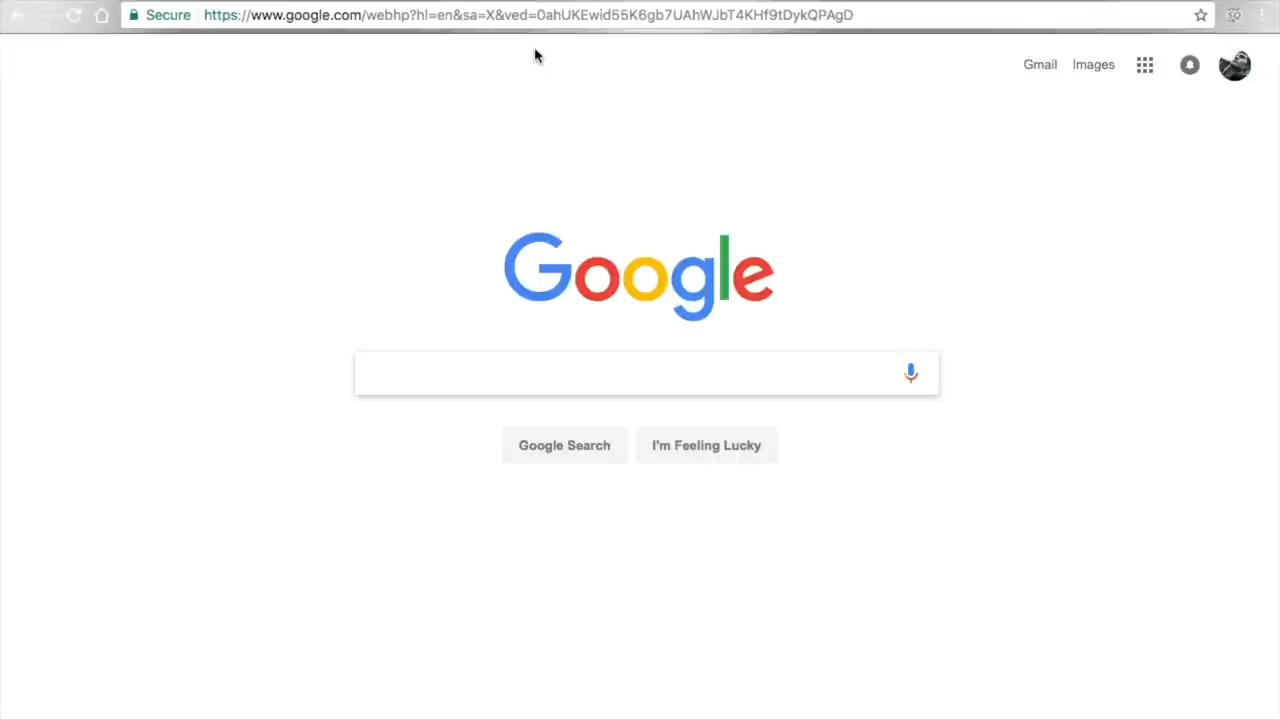 Secure https://www.google.com/webhp?hl=en&sa=X&ved=0ahUKEwid55K6gb7UAhWJbT4KHf9tDykQPAgD
Gmail Images
Google
Google Search I'm Feeling Lucky